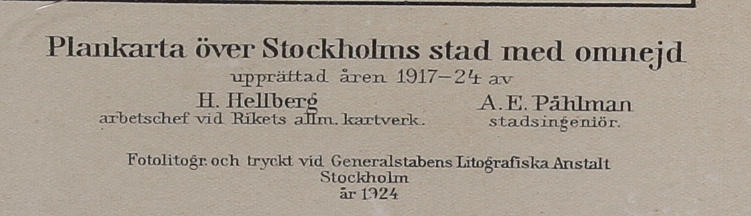 Plankarta över Stockholms stad med omnejd
upprättad åren 1917–24 av
H. Hellberg A. E. Påhlman
arbetschef vid Rikets allm. kartverk. stadsingeniör.
Fotolitogr. och tryckt vid Generalstabens Litografiska Anstalt
Stockholm
år 1924